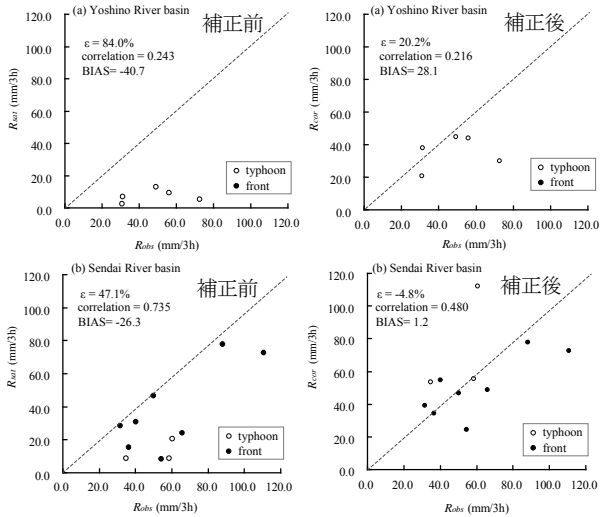 (a) Yoshino River basin
補正前
ε = 84.0%
correlation = 0.243
BIAS= -40.7
120.0
100.0
80.0
60.0
40.0
20.0
0.0
Rsat (mm/3h)
typhoon
front
0.0 20.0 40.0 60.0 80.0 100.0 120.0
Robs (mm/3h)
(a) Yoshino River basin
補正後
ε = 20.2%
correlation = 0.216
BIAS= 28.1
120.0
100.0
80.0
60.0
40.0
20.0
0.0
Rcor (mm/3h)
typhoon
front
0.0 20.0 40.0 60.0 80.0 100.0 120.0
Robs (mm/3h)
(b) Sendai River basin
補正前
ε = 47.1%
correlation = 0.735
BIAS= -26.3
120.0
100.0
80.0
60.0
40.0
20.0
0.0
Rsat (mm/3h)
typhoon
front
0.0 20.0 40.0 60.0 80.0 100.0 120.0
Robs (mm/3h)
(b) Sendai River basin
補正後
ε = -4.8%
correlation = 0.480
BIAS= 1.2
120.0
100.0
80.0
60.0
40.0
20.0
0.0
Rcor (mm/3h)
typhoon
front
0.0 20.0 40.0 60.0 80.0 100.0 120.0
Robs (mm/3h)